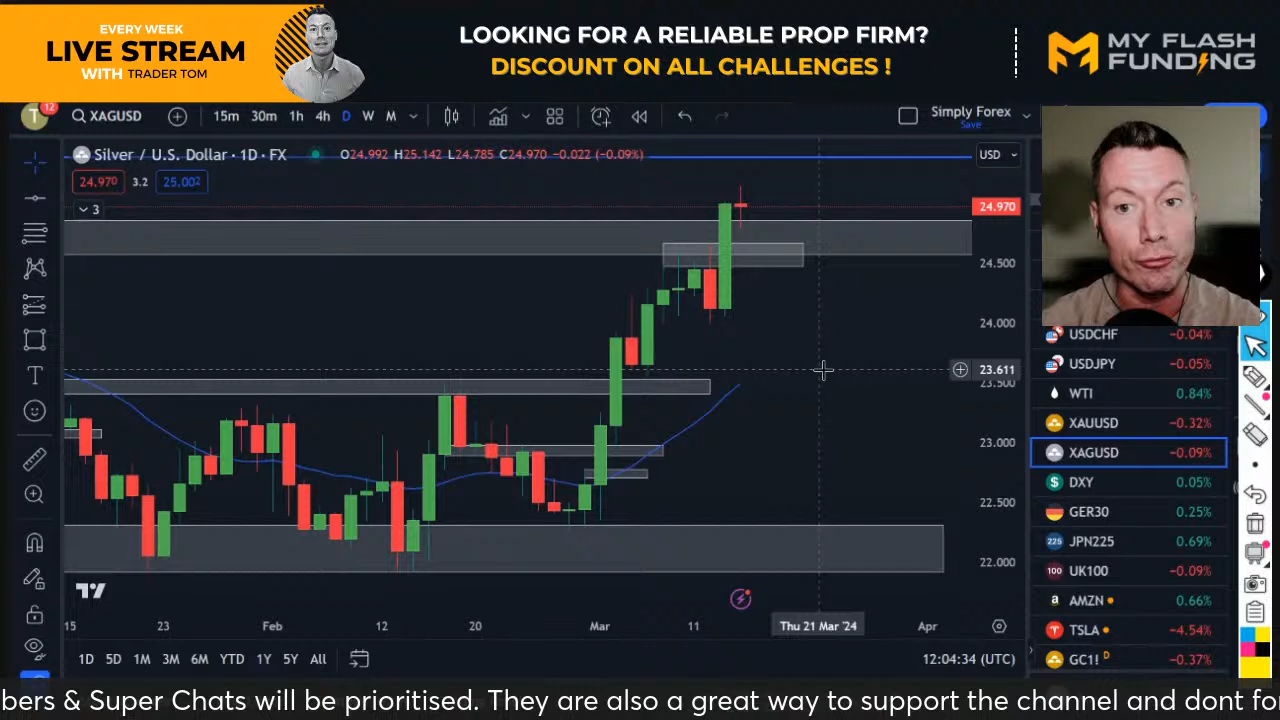 EVERY WEEK
LIVE STREAM
WITH TRADER TOM
LOOKING FOR A RELIABLE PROP FIRM?
DISCOUNT ON ALL CHALLENGES !
MY FLASH
FUNDING
T 12 XAGUSD 15m 30m 1h 4h D W M
Simply Forex
Save
Silver / U.S. Dollar · 1D · FX O24.992 H25.142 L24.785 C24.970 -0.022 (-0.09%) USD
24.970 3.2 25.002
3
24.970
24.500
24.000
23.611
23.500
23.000
22.500
22.000
USDCHF -0.04%
USDJPY -0.05%
WTI 0.84%
XAUUSD -0.32%
XAGUSD -0.09%
DXY 0.05%
GER30 0.25%
225 JPN225 0.69%
100 UK100 -0.09%
a AMZN 0.66%
TSLA -4.54%
GC1! D -0.37%
15 23 Feb 12 20 Mar 11 Thu 21 Mar '24 Apr
1D 5D 1M 3M 6M YTD 1Y 5Y All 12:04:34 (UTC)
bers & Super Chats will be prioritised. They are also a great way to support the channel and dont fo